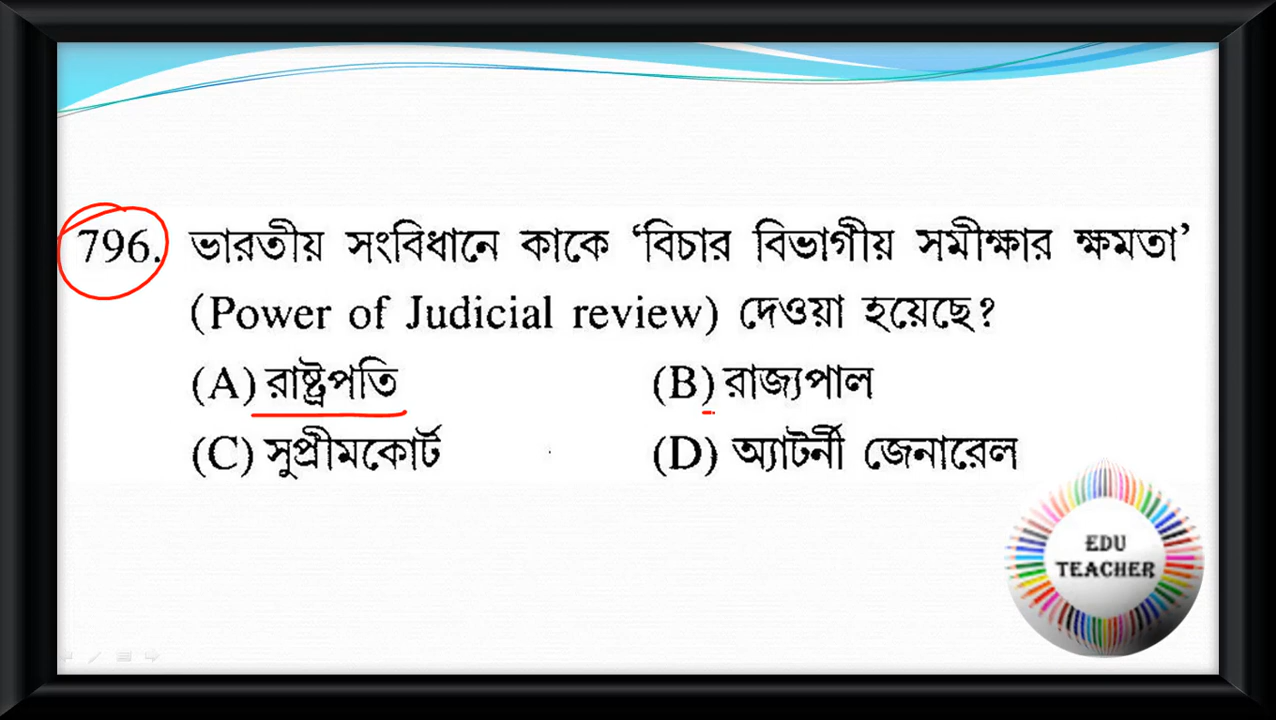 796. ভারতীয় সংবিধানে কাকে ‘বিচার বিভাগীয় সমীক্ষার ক্ষমতা’
(Power of Judicial review) দেওয়া হয়েছে?
(A) রাষ্ট্রপতি (B) রাজ্যপাল
(C) সুপ্রীমকোর্ট (D) অ্যাটর্নী জেনারেল
EDU
TEACHER